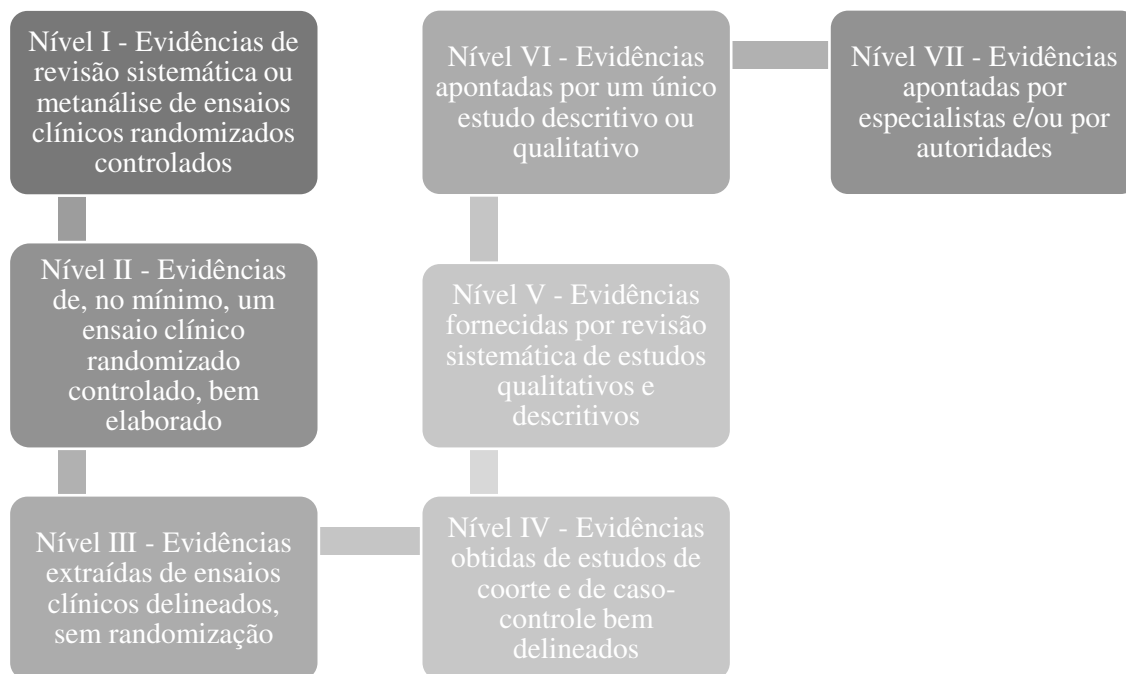 Nível I - Evidências de
revisão sistemática ou
metanálise de ensaios
clínicos randomizados
controlados
Nível II - Evidências
de, no mínimo, um
ensaio clínico
randomizado
controlado, bem
elaborado
Nível III - Evidências
extraídas de ensaios
clínicos delineados,
sem randomização
Nível IV - Evidências
obtidas de estudos de
coorte e de caso-
controle bem
delineados
Nível V - Evidências
fornecidas por revisão
sistemática de estudos
qualitativos e
descritivos
Nível VI - Evidências
apontadas por um único
estudo descritivo ou
qualitativo
Nível VII - Evidências
apontadas por
especialistas e/ou por
autoridades